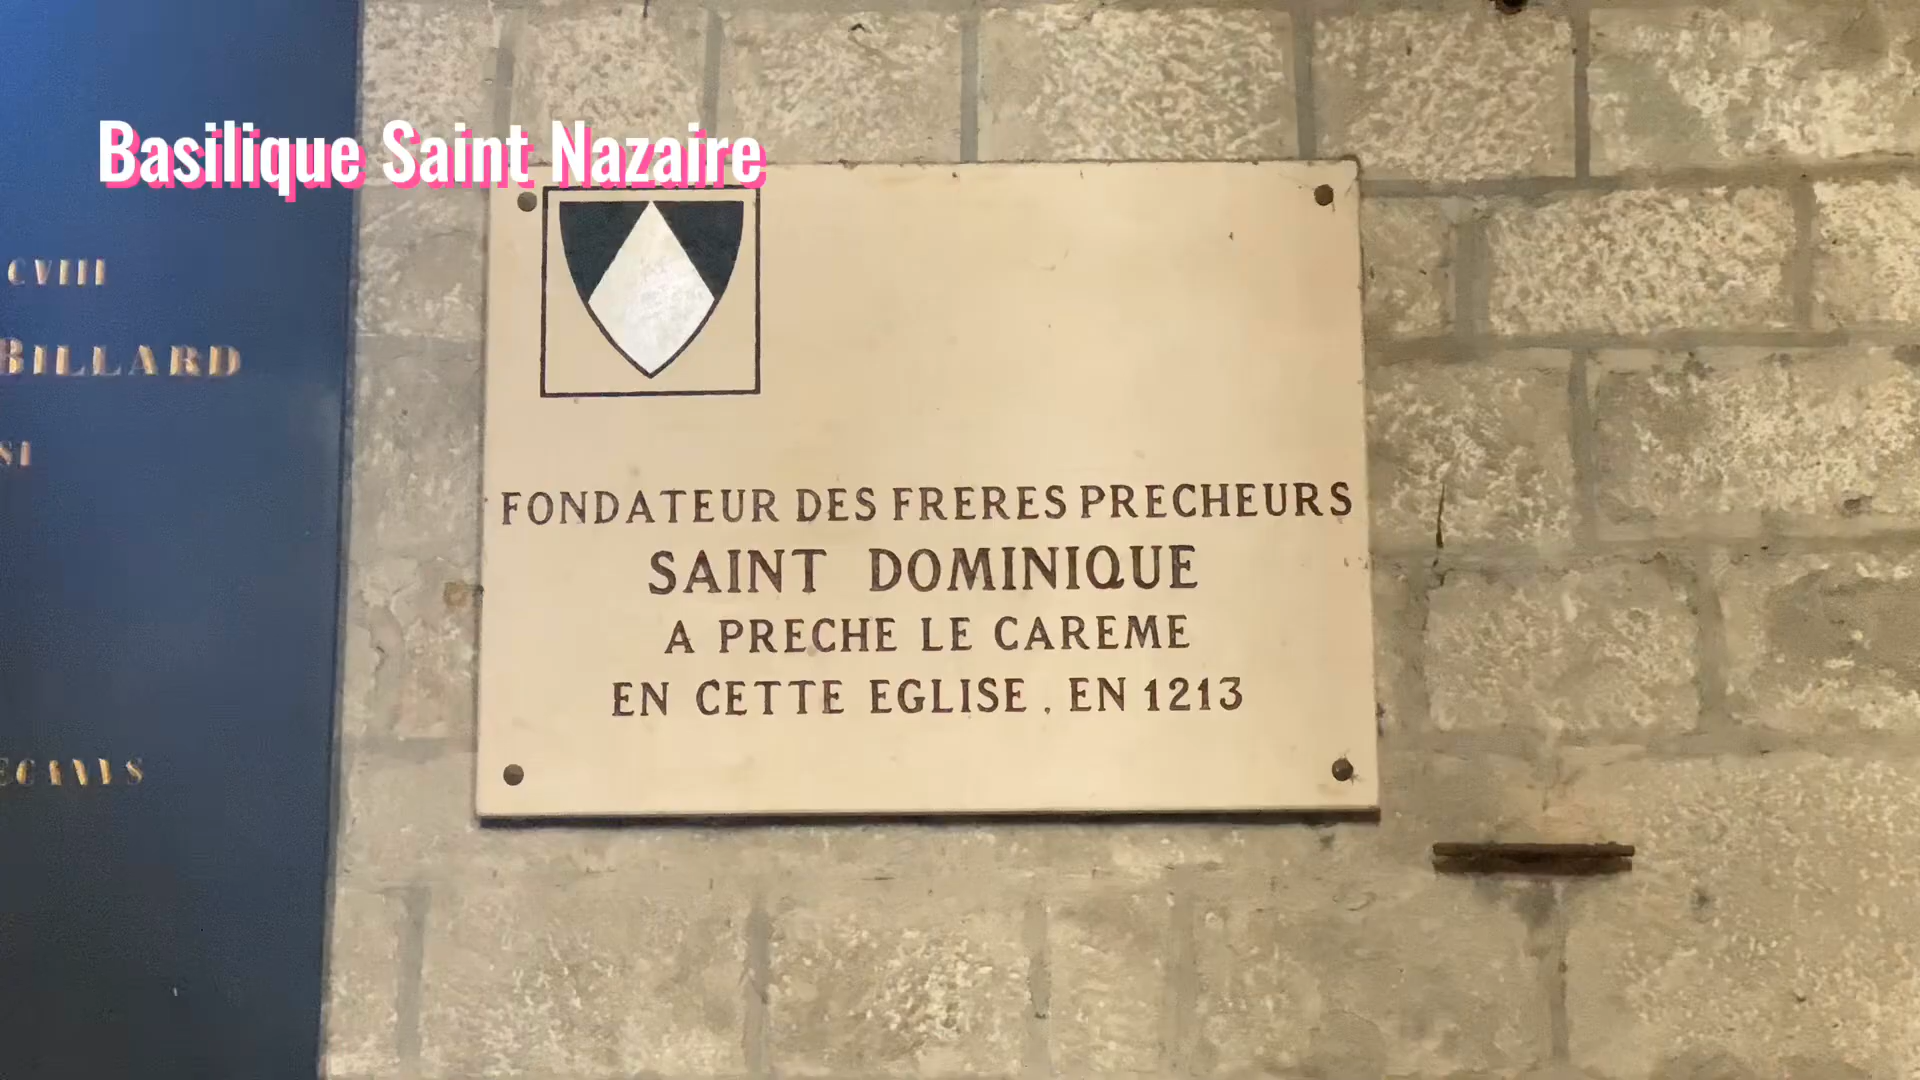 Basilique Saint Nazaire
CVIII
BILLARD
FONDATEUR DES FRERES PRECHEURS
SAINT DOMINIQUE
A PRECHE LE CAREME
EN CETTE EGLISE . EN 1213